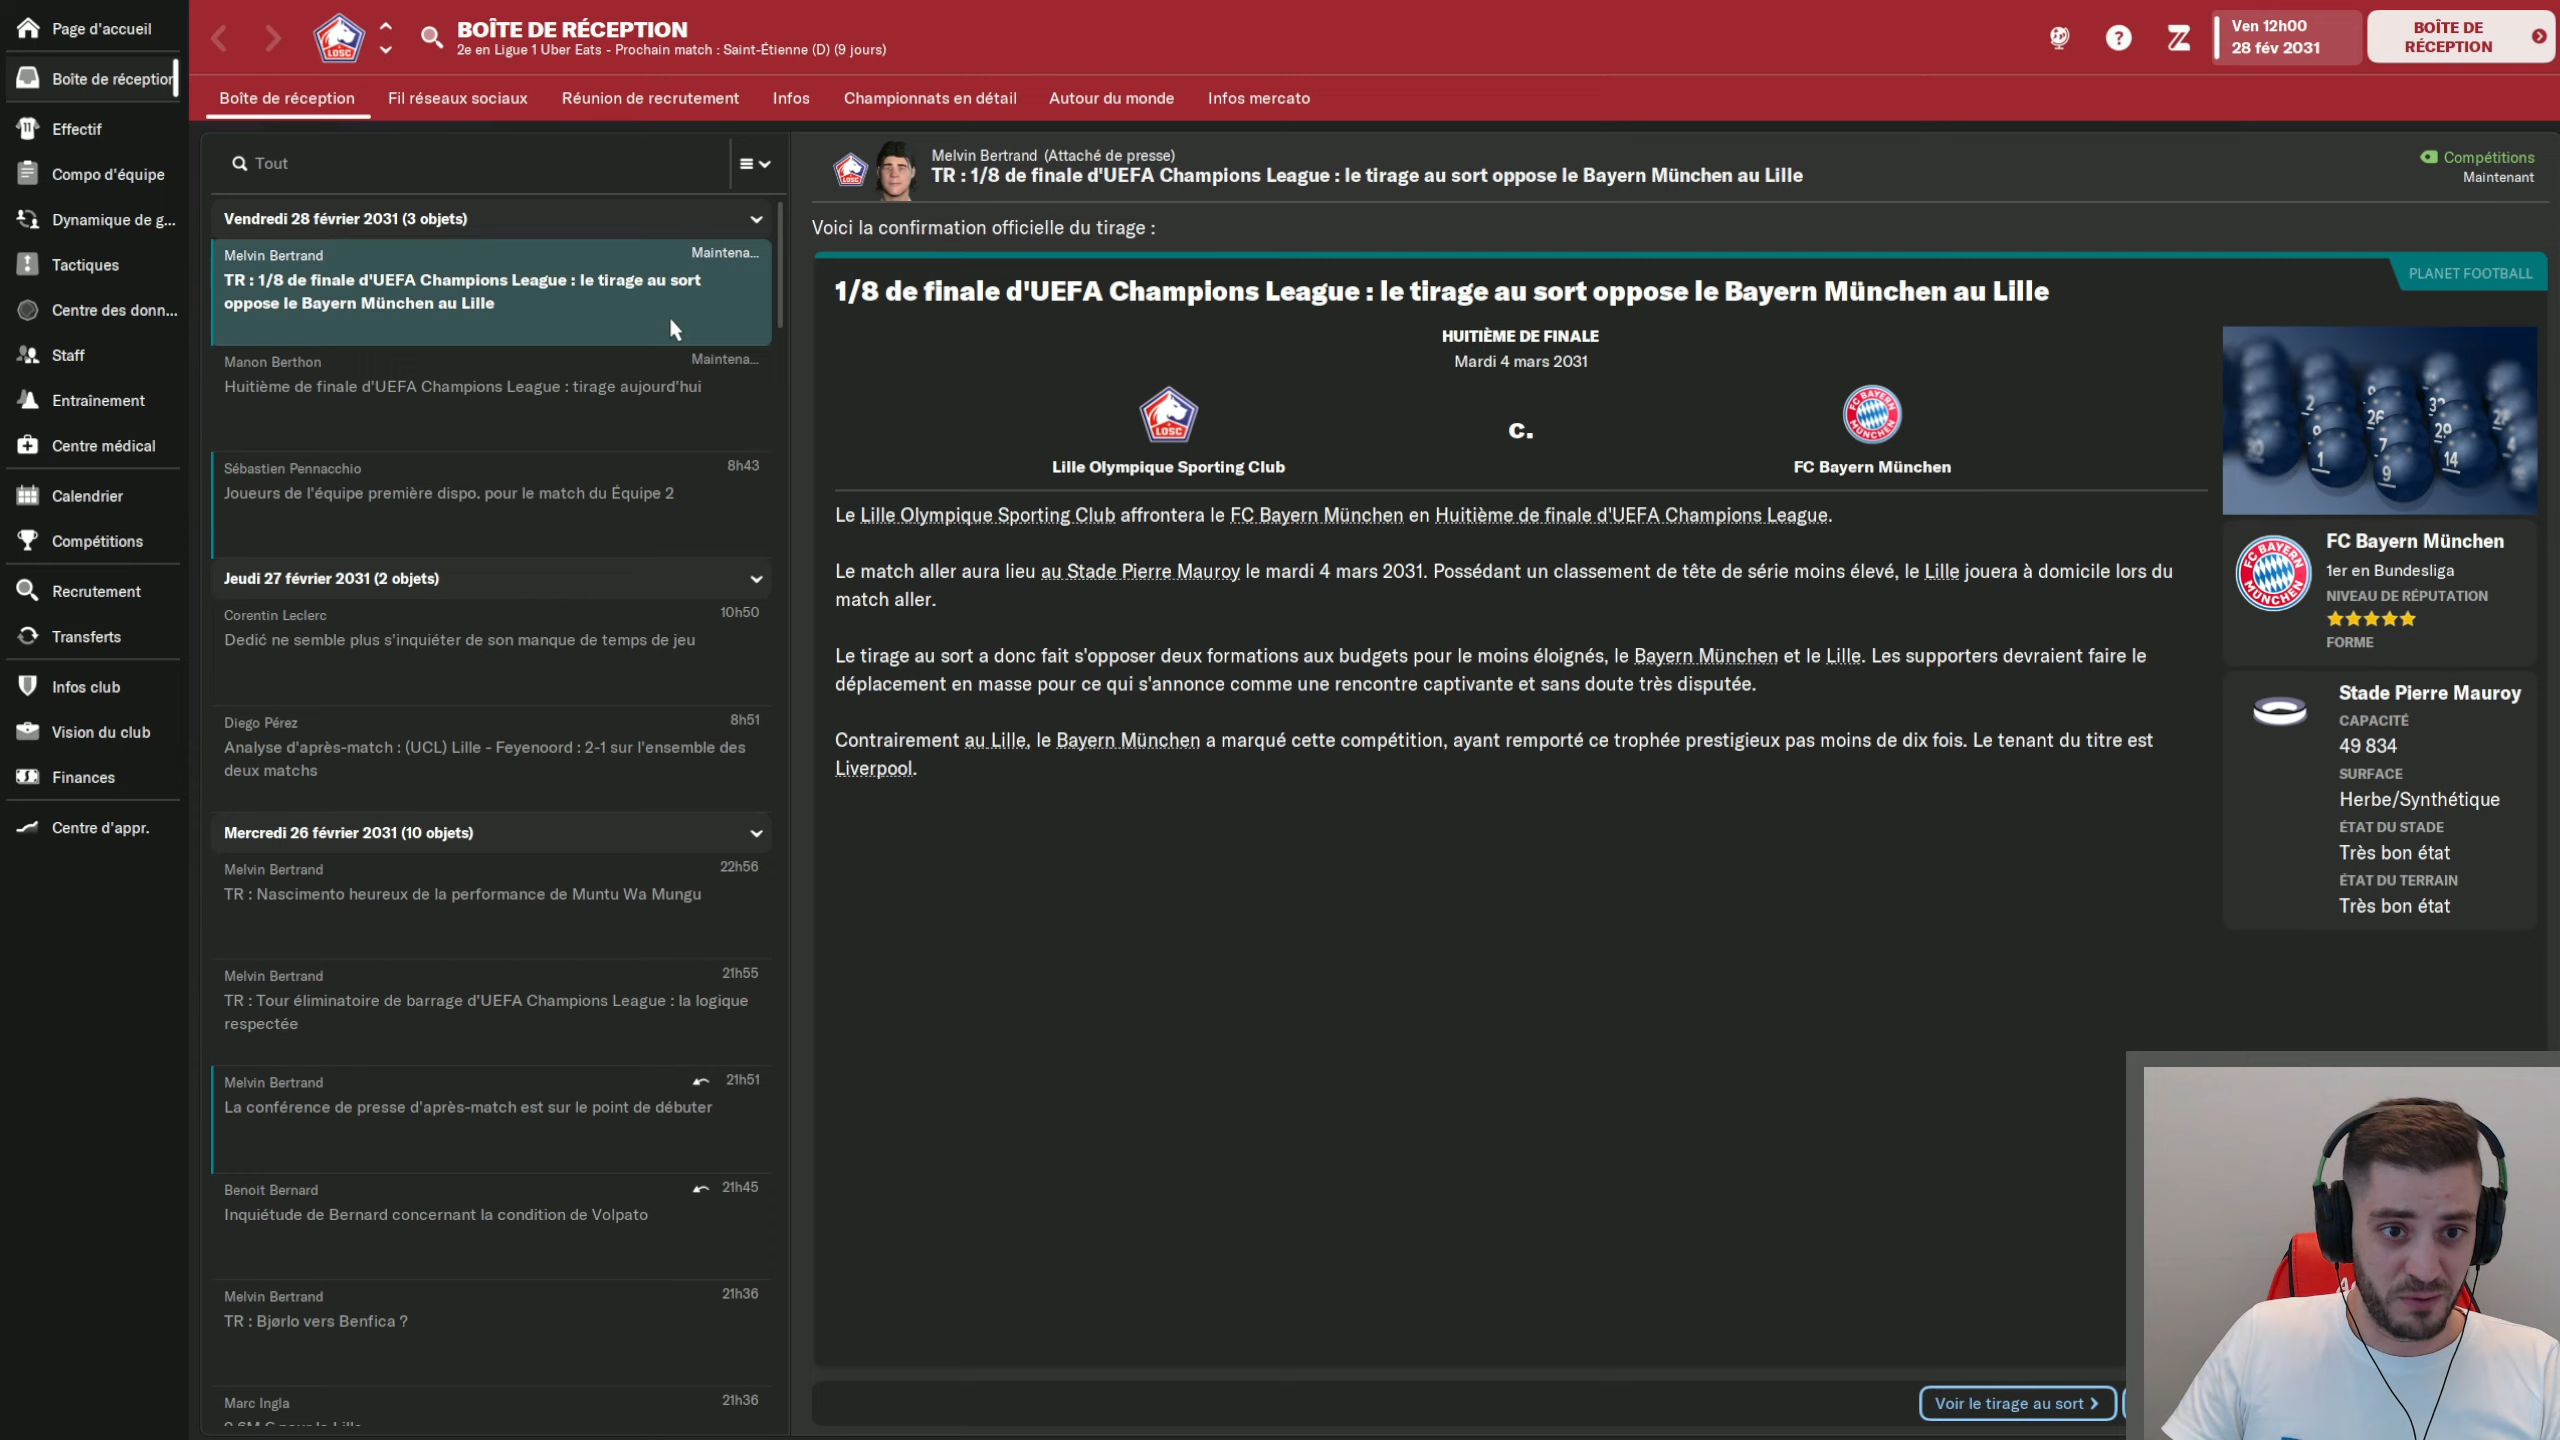 Page d'accueil
Boîte de réception
Effectif
Compo d'équipe
Dynamique de g...
Tactiques
Centre des donn...
Staff
Entraînement
Centre médical
Calendrier
Compétitions
Recrutement
Transferts
Infos club
Vision du club
Finances
Centre d'appr.
BOÎTE DE RÉCEPTION
2e en Ligue 1 Uber Eats - Prochain match : Saint-Étienne (D) (9 jours)
Ven 12h00
28 fév 2031
BOÎTE DE
RÉCEPTION
Boîte de réception Fil réseaux sociaux Réunion de recrutement Infos Championnats en détail Autour du monde Infos mercato
Tout
Vendredi 28 février 2031 (3 objets)
Melvin Bertrand Maintena...
TR : 1/8 de finale d'UEFA Champions League : le tirage au sort
oppose le Bayern München au Lille
Manon Berthon Maintena...
Huitième de finale d'UEFA Champions League : tirage aujourd'hui
Sébastien Pennacchio 8h43
Joueurs de l'équipe première dispo. pour le match du Équipe 2
Jeudi 27 février 2031 (2 objets)
Corentin Leclerc 10h50
Dedić ne semble plus s'inquiéter de son manque de temps de jeu
Diego Pérez 8h51
Analyse d'après-match : (UCL) Lille - Feyenoord : 2-1 sur l'ensemble des
deux matchs
Mercredi 26 février 2031 (10 objets)
Melvin Bertrand 22h56
TR : Nascimento heureux de la performance de Muntu Wa Mungu
Melvin Bertrand 21h55
TR : Tour éliminatoire de barrage d'UEFA Champions League : la logique
respectée
Melvin Bertrand 21h51
La conférence de presse d'après-match est sur le point de débuter
Benoit Bernard 21h45
Inquiétude de Bernard concernant la condition de Volpato
Melvin Bertrand 21h36
TR : Bjørlo vers Benfica ?
Marc Ingla 21h36
Melvin Bertrand (Attaché de presse)
TR : 1/8 de finale d'UEFA Champions League : le tirage au sort oppose le Bayern München au Lille
Compétitions
Maintenant
Voici la confirmation officielle du tirage :
PLANET FOOTBALL
1/8 de finale d'UEFA Champions League : le tirage au sort oppose le Bayern München au Lille
HUITIÈME DE FINALE
Mardi 4 mars 2031
LOSC
c.
FC BAYERN MÜNCHEN
Lille Olympique Sporting Club
FC Bayern München
Le Lille Olympique Sporting Club affrontera le FC Bayern München en Huitième de finale d'UEFA Champions League.
Le match aller aura lieu au Stade Pierre Mauroy le mardi 4 mars 2031. Possédant un classement de tête de série moins élevé, le Lille jouera à domicile lors du
match aller.
Le tirage au sort a donc fait s'opposer deux formations aux budgets pour le moins éloignés, le Bayern München et le Lille. Les supporters devraient faire le
déplacement en masse pour ce qui s'annonce comme une rencontre captivante et sans doute très disputée.
Contrairement au Lille, le Bayern München a marqué cette compétition, ayant remporté ce trophée prestigieux pas moins de dix fois. Le tenant du titre est
Liverpool.
FC Bayern München
1er en Bundesliga
NIVEAU DE RÉPUTATION
FORME
Stade Pierre Mauroy
CAPACITÉ
49 834
SURFACE
Herbe/Synthétique
ÉTAT DU STADE
Très bon état
ÉTAT DU TERRAIN
Très bon état
Voir le tirage au sort